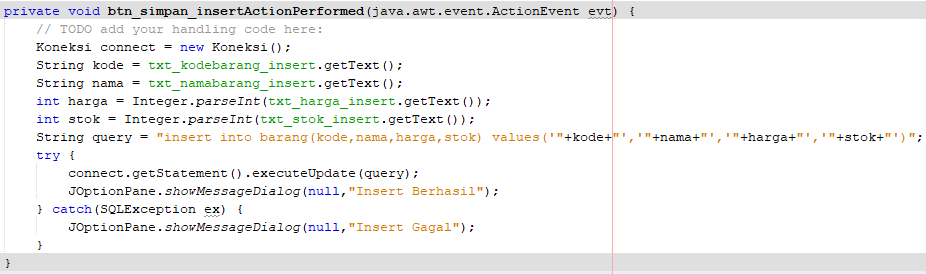 private void btn_simpan_insertActionPerformed(java.awt.event.ActionEvent evt) {
// TODO add your handling code here:
Koneksi connect = new Koneksi();
String kode = txt_kodebarang_insert.getText();
String nama = txt_namabarang_insert.getText();
int harga = Integer.parseInt(txt_harga_insert.getText());
int stok = Integer.parseInt(txt_stok_insert.getText());
String query = "insert into barang(kode,nama,harga,stok) values('"+kode+"','"+nama+"','"+harga+"','"+stok+"')";
try {
connect.getStatement().executeUpdate(query);
JOptionPane.showMessageDialog(null,"Insert Berhasil");
} catch(SQLException ex) {
JOptionPane.showMessageDialog(null,"Insert Gagal");
}
}